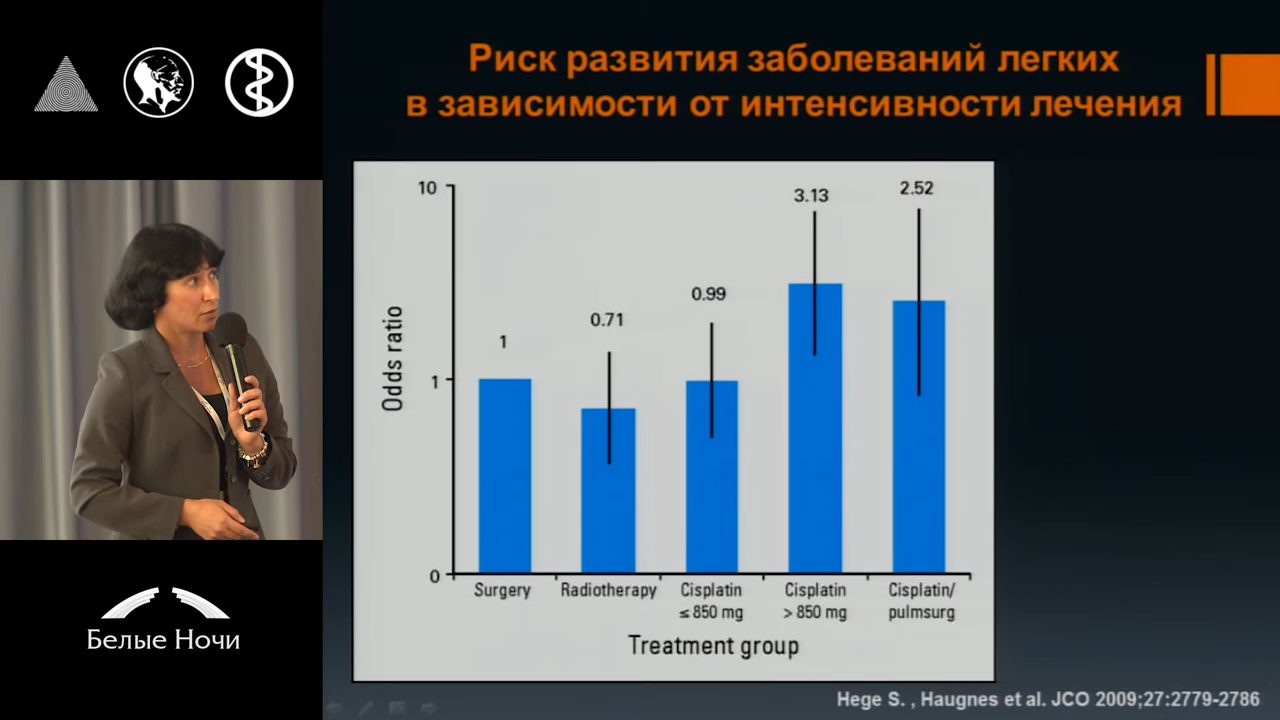 Риск развития заболеваний легких
в зависимости от интенсивности лечения
10
1
0
Odds ratio
1
0.71
0.99
3.13
2.52
Surgery
Radiotherapy
Cisplatin
≤ 850 mg
Cisplatin
> 850 mg
Cisplatin/
pulmsurg
Treatment group
Hege S. , Haugnes et al. JCO 2009;27:2779-2786
Белые Ночи